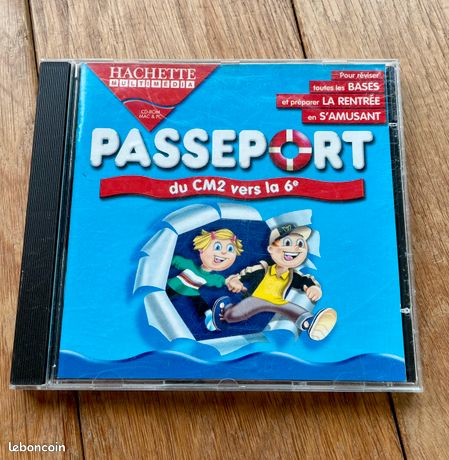 HACHETTE
MULTIMEDIA
CD-ROM
MAC & PC
Pour réviser
toutes les BASES
et préparer LA RENTRÉE
en S'AMUSANT
PASSEPORT
du CM2 vers la 6e
leboncoin